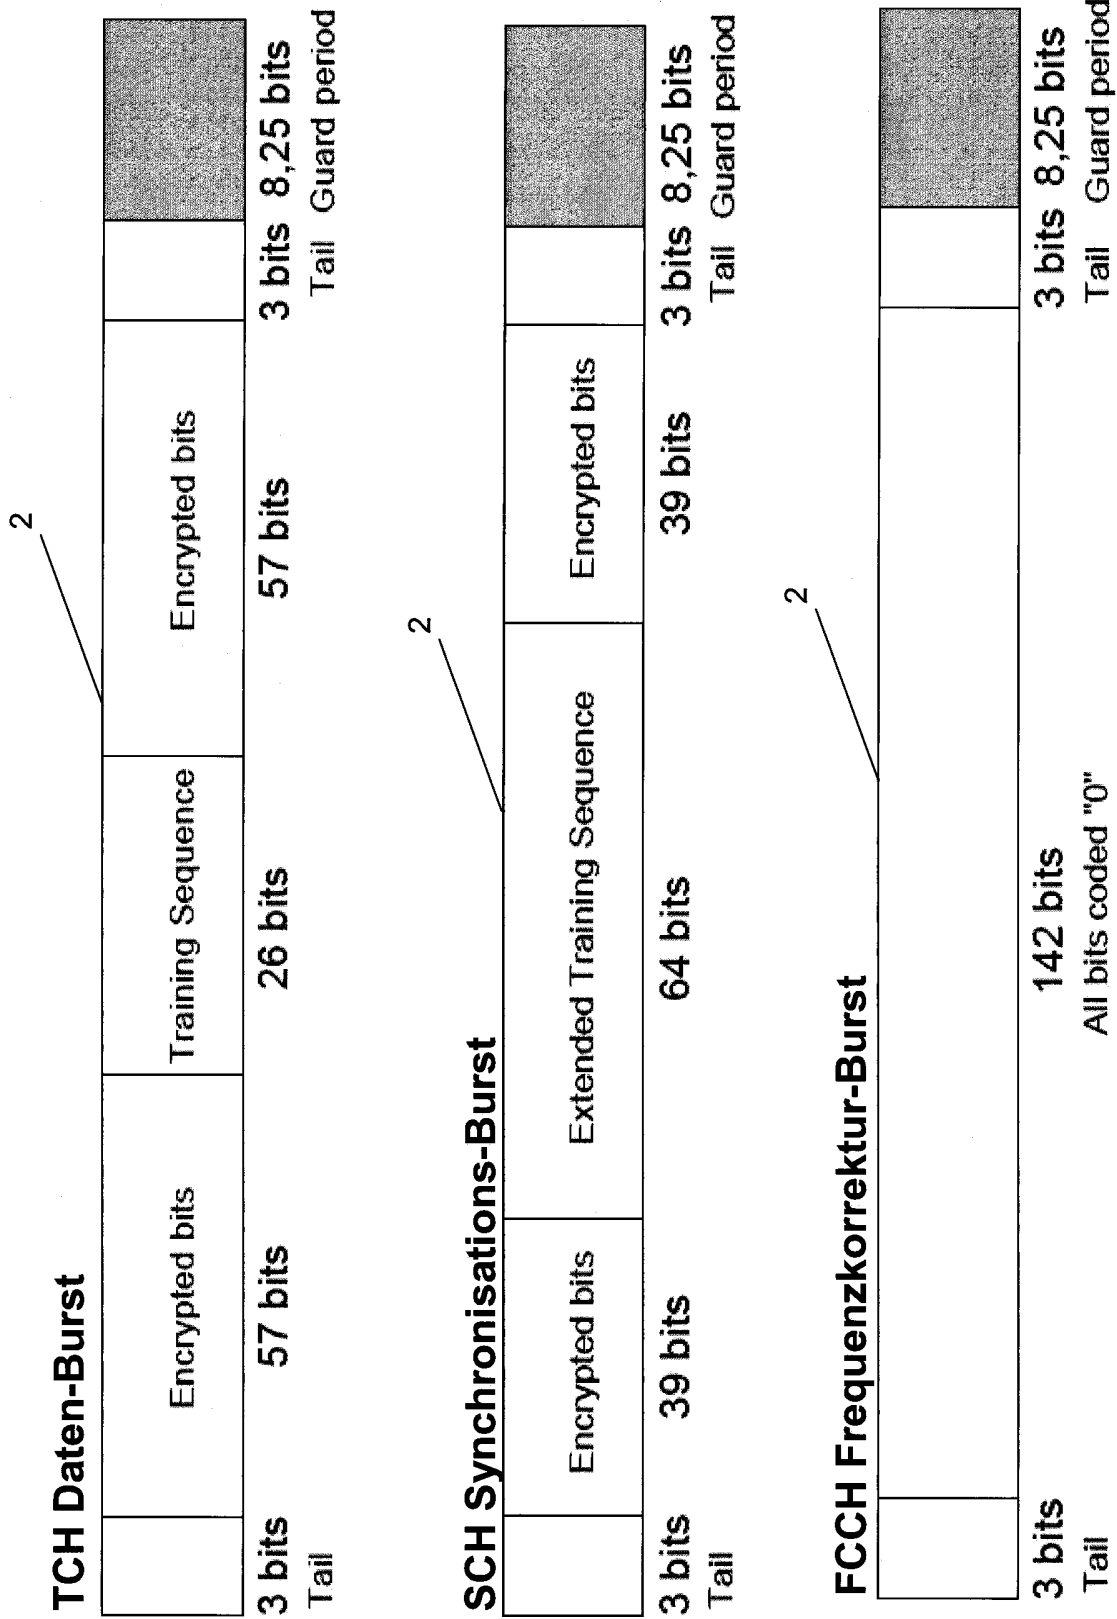 TCH Daten-Burst
2
Encrypted bits
Training Sequence
Encrypted bits
3 bits 57 bits 26 bits 57 bits 3 bits 8,25 bits
Tail Tail Guard period
SCH Synchronisations-Burst
2
Encrypted bits
Extended Training Sequence
Encrypted bits
3 bits 39 bits 64 bits 39 bits 3 bits 8,25 bits
Tail Tail Guard period
FCCH Frequenzkorrektur-Burst
2
3 bits 142 bits 3 bits 8,25 bits
Tail All bits coded "0" Tail Guard period